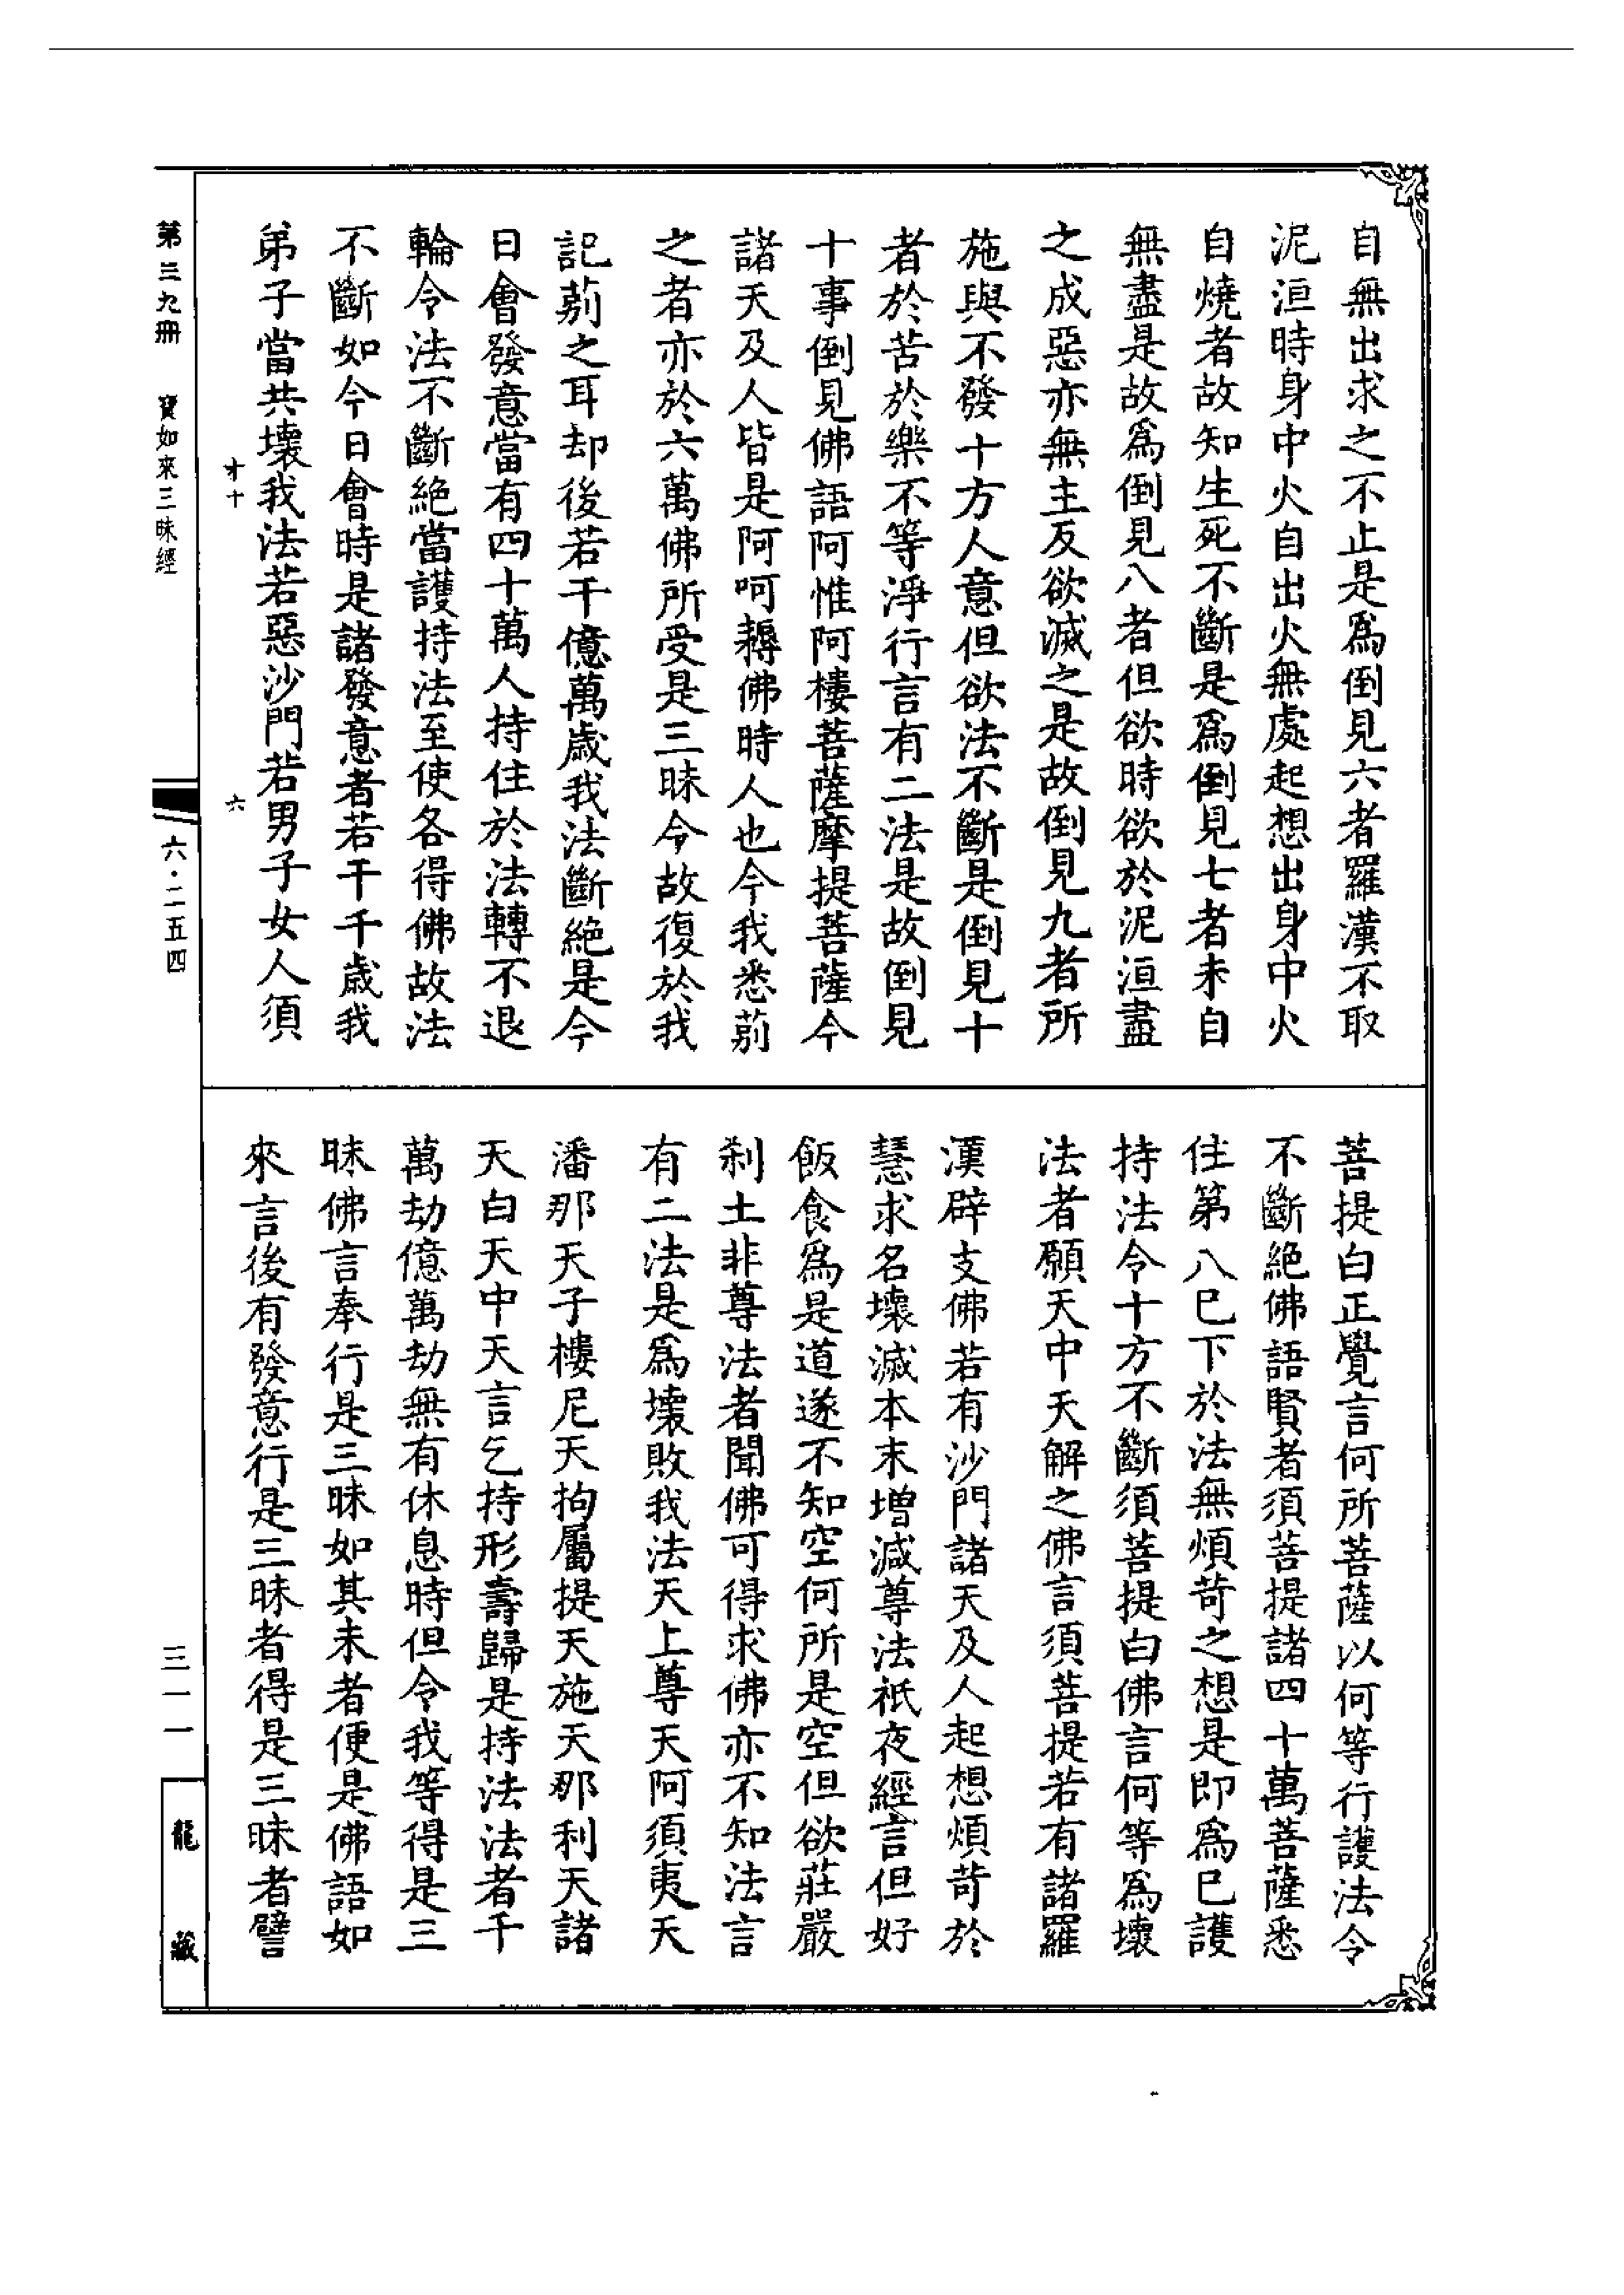 自無出求之不止是爲倒見六者羅漢不取
泥洹時身中火自出火無處起想出身中火
自燒者故知生死不斷是爲倒見七者未自
無盡是故爲倒見八者但欲時欲於泥洹盡
之成惡亦無主反欲滅之是故倒見九者所
施與不發十方人意但欲法不斷是倒見十
者於苦於樂不等淨行言有二法是故倒見
十事倒見佛語阿惟阿樓菩薩摩提菩薩今
諸天及人皆是阿呵耨佛時人也今我悉莂
之者亦於六萬佛所受是三昧今故復於我
記莂之耳却後若千億萬歲我法斷絕是今
日會發意當有四十萬人持住於法轉不退
輪令法不斷絕當護持法至使各得佛故法
不斷如今日會時是諸發意者若干千歲我
弟子當共壞我法若惡沙門若男子女人須
菩提白正覺言何所菩薩以何等行護法令
不斷絕佛語賢者須菩提諸四十萬菩薩悉
住第八巳下於法無煩苛之想是即爲巳護
持法令十方不斷須菩提白佛言何等爲壞
法者願天中天解之佛言須菩提若有諸羅
漢辟支佛若有沙門諸天及人起想煩苛於
慧求名壞滅本末增減尊法祇夜經言但好
飯食爲是道遂不知空何所是空但欲莊嚴
剎土非尊法者聞佛可得求佛亦不知法言
有二法是爲壞敗我法天上尊天阿須夷天
潘那天子樓尼天拘屬提天施天那利天諸
天白天中天言乞持形壽歸是持法法者千
萬劫億萬劫無有休息時但令我等得是三
昧佛言奉行是三昧如其未者便是佛語如
來言後有發意行是三昧者得是三昧者譬
第三九冊 寶如來三昧經
十 六
六·二五四
三一一
龍藏